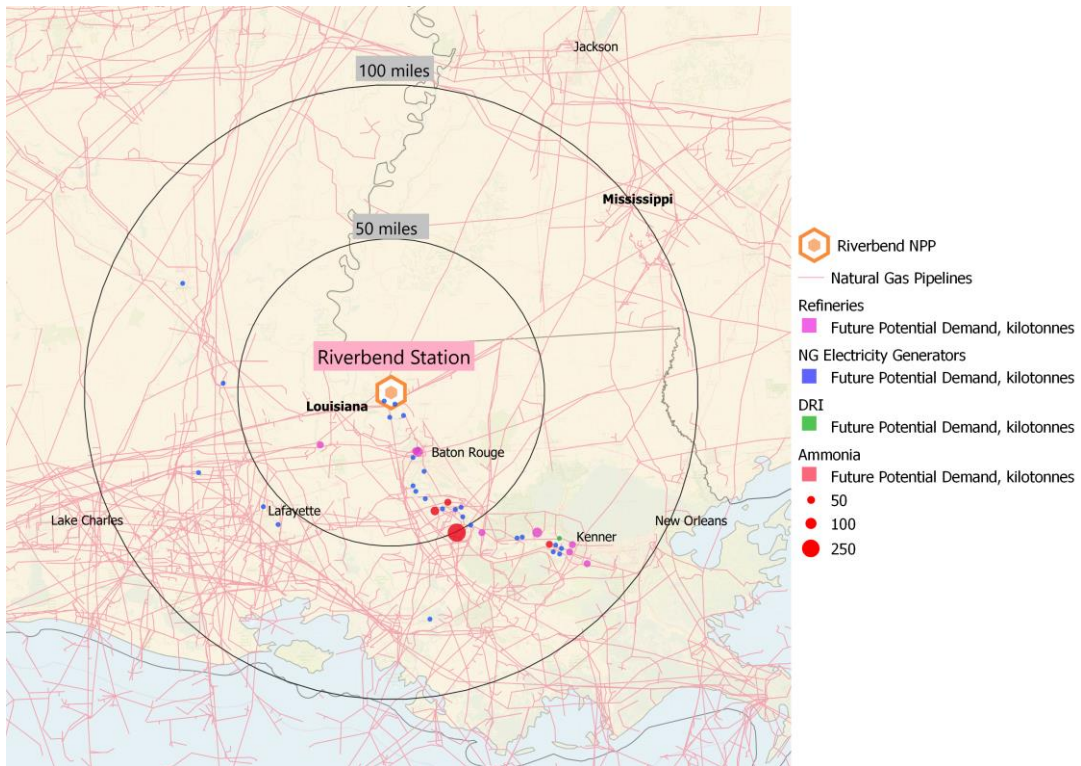 Jackson
100 miles
Mississippi
50 miles
Riverbend Station
Louisiana
Baton Rouge
Lafayette
Lake Charles
New Orleans
Kenner
Riverbend NPP
Natural Gas Pipelines
Refineries
Future Potential Demand, kilotonnes
NG Electricity Generators
Future Potential Demand, kilotonnes
DRI
Future Potential Demand, kilotonnes
Ammonia
Future Potential Demand, kilotonnes
50
100
250